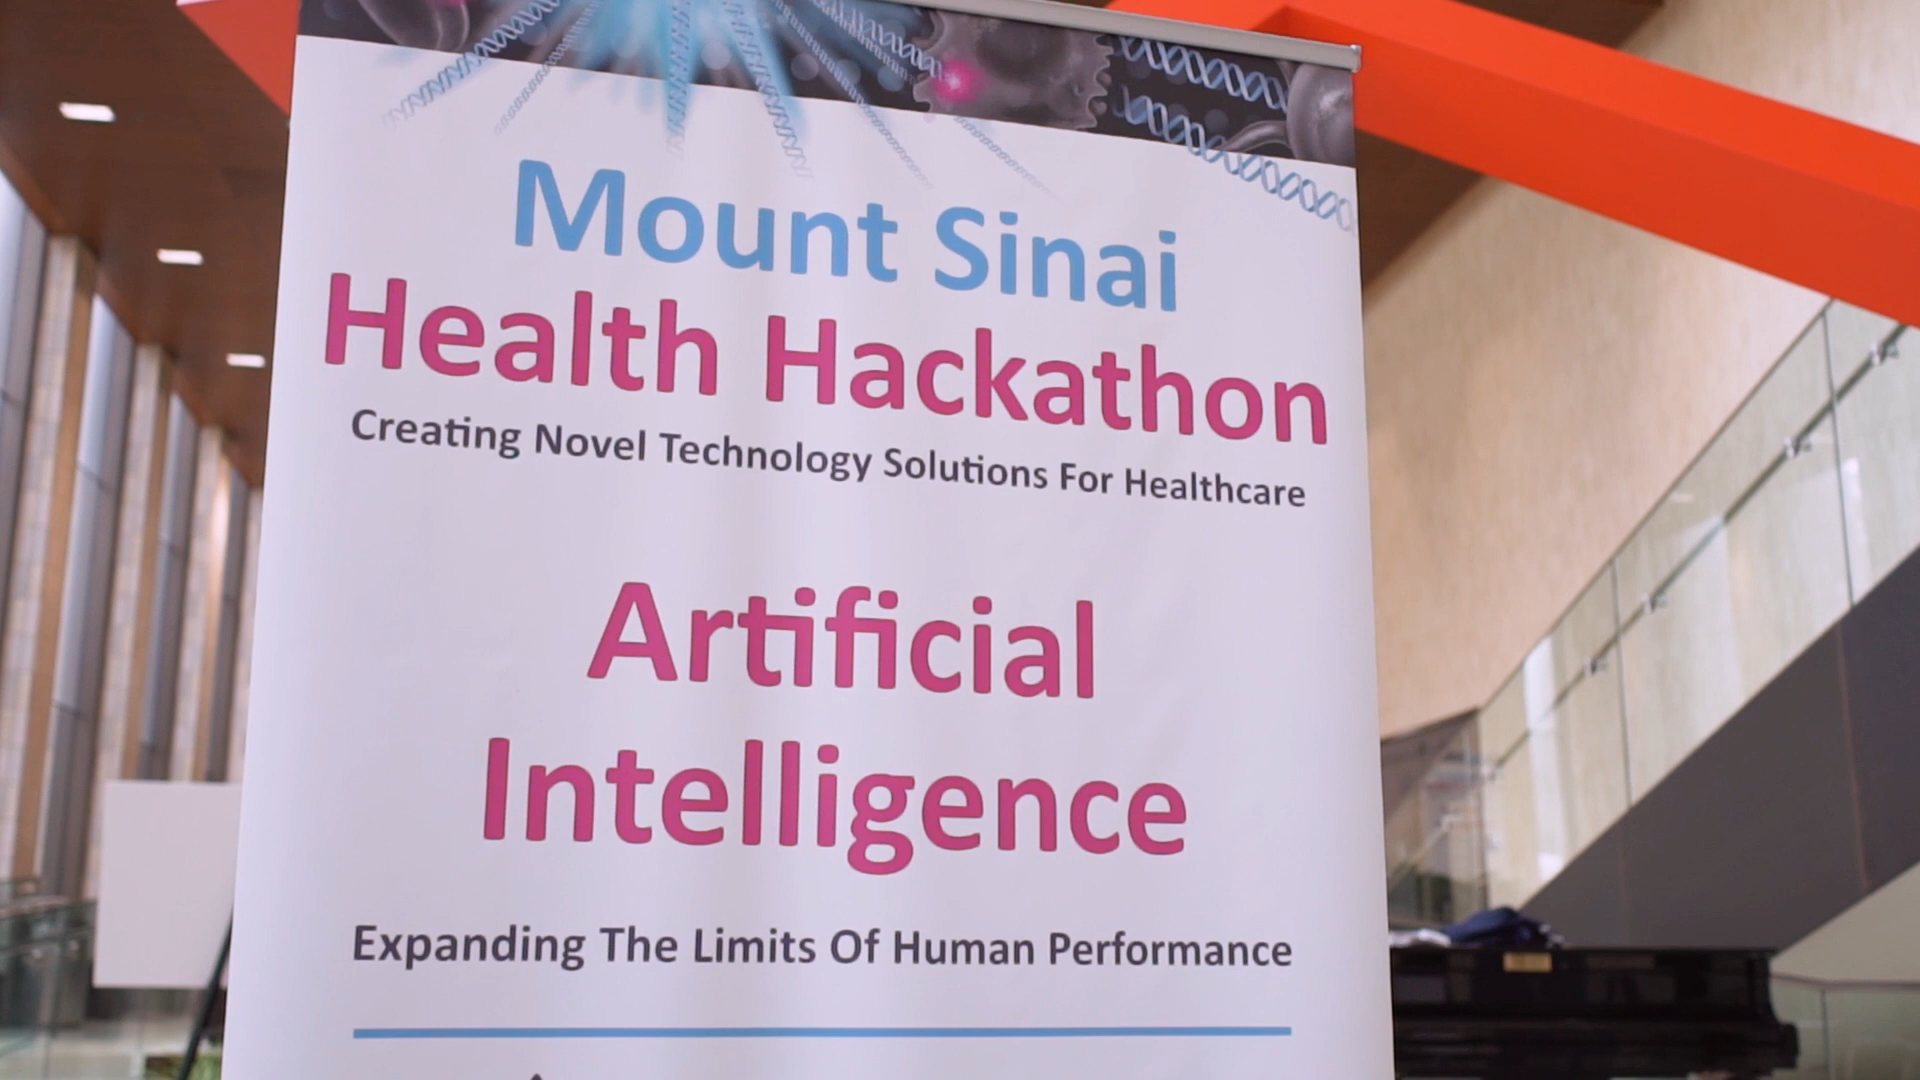 Mount Sinai
Health Hackathon
Creating Novel Technology Solutions For Healthcare
Artificial
Intelligence
Expanding The Limits Of Human Performance